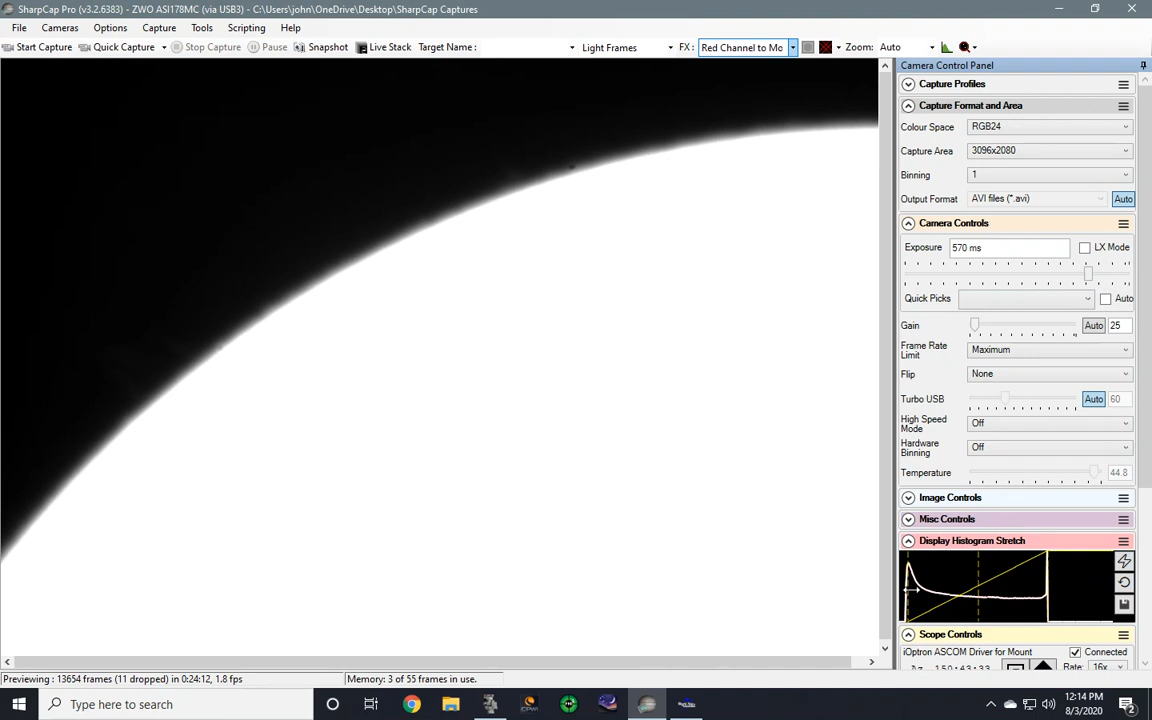 SharpCap Pro (v3.2.6383) - ZWO ASI178MC (via USB3) - C:\Users\john\OneDrive\Desktop\SharpCap Captures
File Cameras Options Capture Tools Scripting Help
Start Capture Quick Capture Stop Capture Pause Snapshot Live Stack Target Name : Light Frames FX : Red Channel to Mo Zoom: Auto
Camera Control Panel
Capture Profiles
Capture Format and Area
Colour Space RGB24
Capture Area 3096x2080
Binning 1
Output Format AVI files (*.avi) Auto
Camera Controls
Exposure 570 ms LX Mode
Quick Picks Auto
Gain Auto 25
Frame Rate Limit Maximum
Flip None
Turbo USB Auto 60
High Speed Mode Off
Hardware Binning Off
Temperature 44.8
Image Controls
Misc Controls
Display Histogram Stretch
Scope Controls
iOptron ASCOM Driver for Mount Connected
Rate: 16x
Previewing : 13654 frames (11 dropped) in 0:24:12, 1.8 fps Memory: 3 of 55 frames in use.
Type here to search
12:14 PM
8/3/2020
2